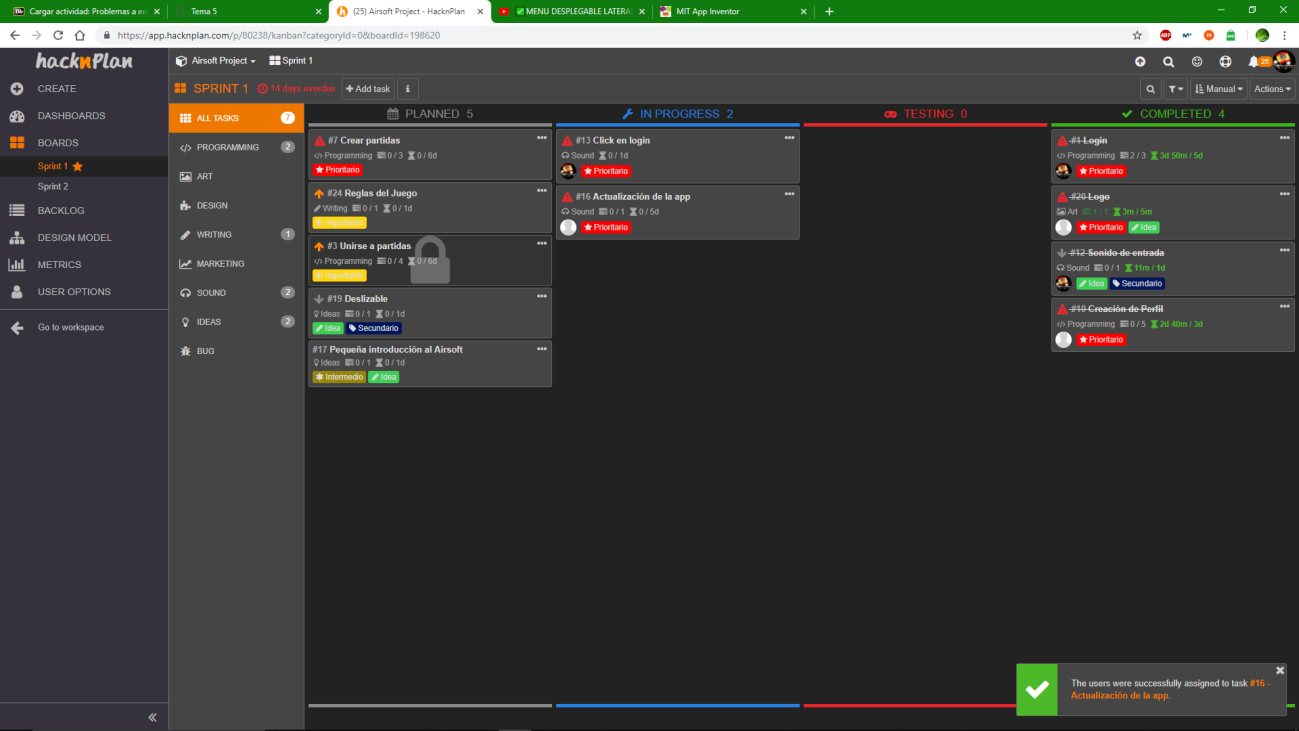 Cargar actividad: Problemas a en
Tema 5
(25) Airsoft Project - HacknPlan
✅ MENU DESPLEGABLE LATERA
MIT App Inventor
https://app.hacknplan.com/p/80238/kanban?categoryId=0&boardId=198620
ABP
hacknPlan
Airsoft Project
Sprint 1
25
CREATE
DASHBOARDS
BOARDS
Sprint 1
Sprint 2
BACKLOG
DESIGN MODEL
METRICS
USER OPTIONS
Go to workspace
SPRINT 1
14 days overdue
+ Add task
i
Manual
Actions
ALL TASKS 7
PROGRAMMING 2
ART
DESIGN
WRITING 1
MARKETING
SOUND 2
IDEAS 2
BUG
PLANNED 5
#7 Crear partidas
Programming 0 / 3 0 / 6d
Prioritario
#24 Reglas del Juego
Writing 0 / 1 0 / 1d
#3 Unirse a partidas
Programming 0 / 4 0 / 6d
#19 Deslizable
Ideas 0 / 1 0 / 1d
Idea Secundario
#17 Pequeña introducción al Airsoft
Ideas 0 / 1 0 / 1d
Intermedio Idea
IN PROGRESS 2
#13 Click en login
Sound 0 / 1d
Prioritario
#16 Actualización de la app
Sound 0 / 1 0 / 5d
Prioritario
TESTING 0
COMPLETED 4
#1 Login
Programming 2 / 3 3d 50m / 5d
Prioritario
#20 Logo
Art 1 / 1 3m / 5m
Prioritario Idea
#12 Sonido de entrada
Sound 0 / 1 11m / 1d
Idea Secundario
#10 Creación de Perfil
Programming 0 / 5 2d 40m / 3d
Prioritario
The users were successfully assigned to task #16 -
Actualización de la app.